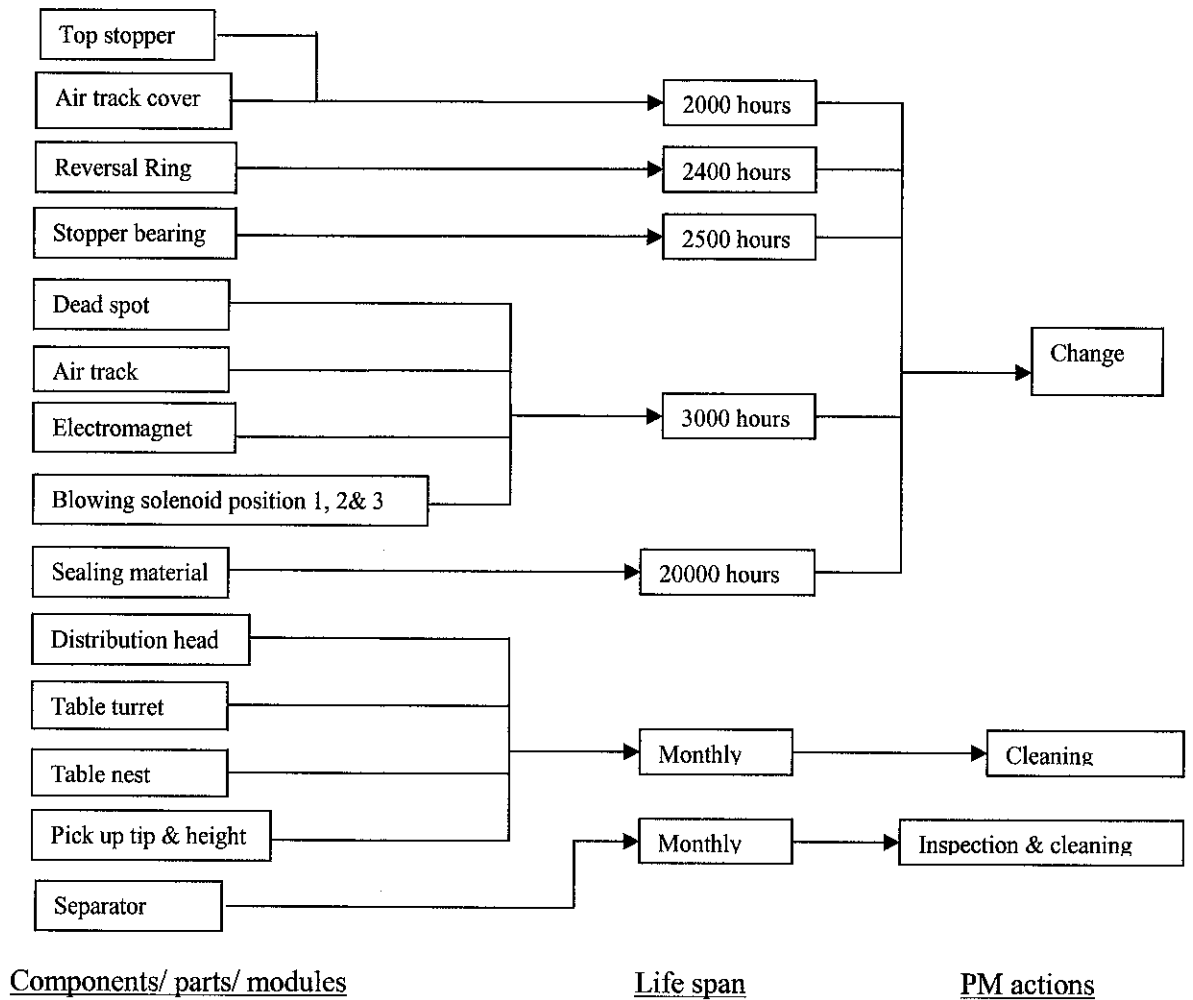 Top stopper
Air track cover
2000 hours
Reversal Ring
2400 hours
Stopper bearing
2500 hours
Dead spot
Air track
Change
Electromagnet
3000 hours
Blowing solenoid position 1, 2& 3
Sealing material
20000 hours
Distribution head
Table turret
Monthly
Cleaning
Table nest
Pick up tip & height
Monthly
Inspection & cleaning
Separator
Components/ parts/ modules
Life span
PM actions